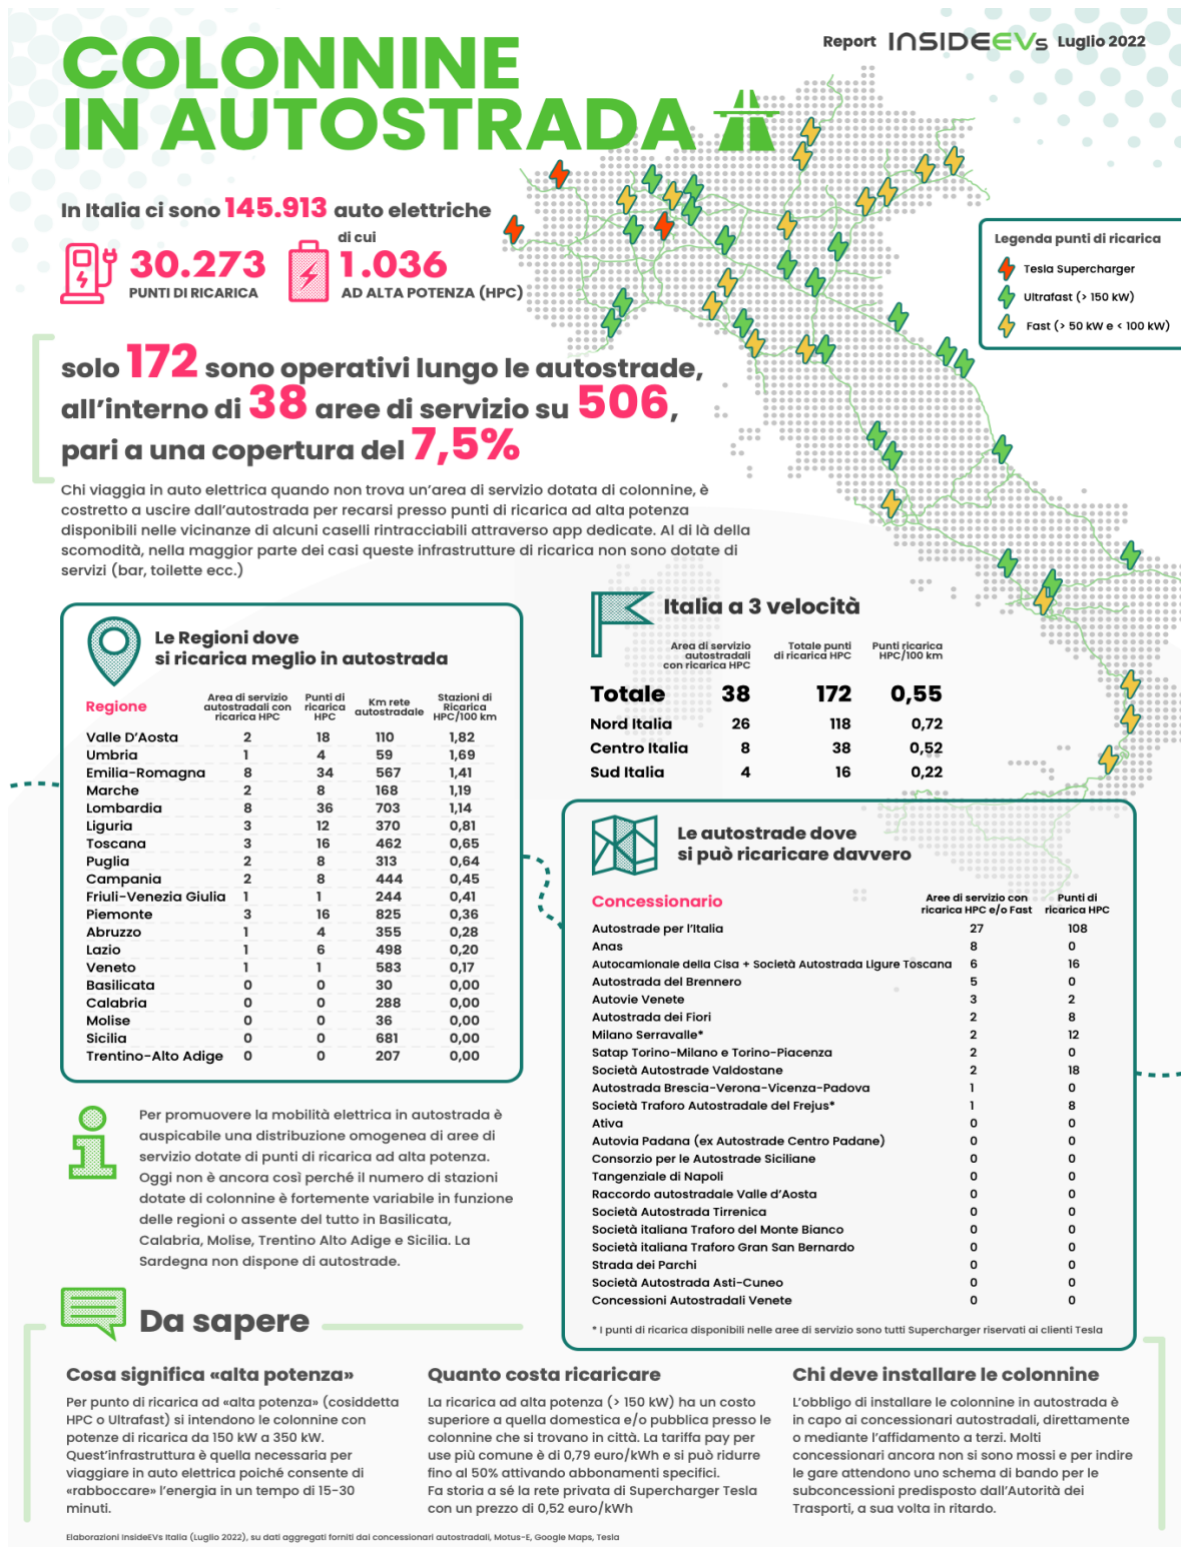 COLONNINE
IN AUTOSTRADA
Report INSIDEEVs Luglio 2022
In Italia ci sono 145.913 auto elettriche
di cui
30.273
PUNTI DI RICARICA
1.036
AD ALTA POTENZA (HPC)
Legenda punti di ricarica
Tesla Supercharger
Ultrafast (> 150 kW)
Fast (> 50 kW e < 100 kW)
solo 172 sono operativi lungo le autostrade,
all'interno di 38 aree di servizio su 506,
pari a una copertura del 7,5%
Chi viaggia in auto elettrica quando non trova un'area di servizio dotata di colonnine, è
costretto a uscire dall'autostrada per recarsi presso punti di ricarica ad alta potenza
disponibili nelle vicinanze di alcuni caselli rintracciabili attraverso app dedicate. Al di là della
scomodità, nella maggior parte dei casi queste infrastrutture di ricarica non sono dotate di
servizi (bar, toilette ecc.)
Le Regioni dove
si ricarica meglio in autostrada
Regione
Area di servizio
autostradali con
ricarica HPC
Punti di
ricarica
HPC
Km rete
autostradale
Stazioni di
Ricarica
HPC/100 km
Valle D'Aosta 2 18 110 1,82
Umbria 1 4 59 1,69
Emilia-Romagna 8 34 567 1,41
Marche 2 8 168 1,19
Lombardia 8 36 703 1,14
Liguria 3 12 370 0,81
Toscana 3 16 462 0,65
Puglia 2 8 313 0,64
Campania 2 8 444 0,45
Friuli-Venezia Giulia 1 1 244 0,41
Piemonte 3 16 825 0,36
Abruzzo 1 4 355 0,28
Lazio 1 6 498 0,20
Veneto 1 1 583 0,17
Basilicata 0 0 30 0,00
Calabria 0 0 288 0,00
Molise 0 0 36 0,00
Sicilia 0 0 681 0,00
Trentino-Alto Adige 0 0 207 0,00
Italia a 3 velocità
Area di servizio
autostradali
con ricarica HPC
Totale punti
di ricarica HPC
Punti ricarica
HPC/100 km
Totale 38 172 0,55
Nord Italia 26 118 0,72
Centro Italia 8 38 0,52
Sud Italia 4 16 0,22
Le autostrade dove
si può ricaricare davvero
Concessionario
Aree di servizio con
ricarica HPC e/o Fast
Punti di
ricarica HPC
Autostrade per l'Italia 27 108
Anas 8 0
Autocamionale della Cisa + Società Autostrada Ligure Toscana 6 16
Autostrada del Brennero 5 0
Autovie Venete 3 2
Autostrada dei Fiori 2 8
Milano Serravalle* 2 12
Satap Torino-Milano e Torino-Piacenza 2 0
Società Autostrade Valdostane 2 18
Autostrada Brescia-Verona-Vicenza-Padova 1 0
Società Traforo Autostradale del Frejus* 1 8
Ativa 0 0
Autovia Padana (ex Autostrade Centro Padane) 0 0
Consorzio per le Autostrade Siciliane 0 0
Tangenziale di Napoli 0 0
Raccordo autostradale Valle d'Aosta 0 0
Società Autostrada Tirrenica 0 0
Società italiana Traforo del Monte Bianco 0 0
Società italiana Traforo Gran San Bernardo 0 0
Strada dei Parchi 0 0
Società Autostrada Asti-Cuneo 0 0
Concessioni Autostradali Venete 0 0
* I punti di ricarica disponibili nelle aree di servizio sono tutti Supercharger riservati ai clienti Tesla
Per promuovere la mobilità elettrica in autostrada è
auspicabile una distribuzione omogenea di aree di
servizio dotate di punti di ricarica ad alta potenza.
Oggi non è ancora così perché il numero di stazioni
dotate di colonnine è fortemente variabile in funzione
delle regioni o assente del tutto in Basilicata,
Calabria, Molise, Trentino Alto Adige e Sicilia. La
Sardegna non dispone di autostrade.
Da sapere
Cosa significa «alta potenza»
Per punto di ricarica ad «alta potenza» (cosiddetta
HPC o Ultrafast) si intendono le colonnine con
potenze di ricarica da 150 kW a 350 kW.
Quest'infrastruttura è quella necessaria per
viaggiare in auto elettrica poiché consente di
«rabboccare» l'energia in un tempo di 15-30
minuti.
Quanto costa ricaricare
La ricarica ad alta potenza (> 150 kW) ha un costo
superiore a quella domestica e/o pubblica presso le
colonnine che si trovano in città. La tariffa pay per
use più comune è di 0,79 euro/kWh e si può ridurre
fino al 50% attivando abbonamenti specifici.
Fa storia a sé la rete privata di Supercharger Tesla
con un prezzo di 0,52 euro/kWh
Chi deve installare le colonnine
L'obbligo di installare le colonnine in autostrada è
in capo ai concessionari autostradali, direttamente
o mediante l'affidamento a terzi. Molti
concessionari ancora non si sono mossi e per indire
le gare attendono uno schema di bando per le
subconcessioni predisposto dall'Autorità dei
Trasporti, a sua volta in ritardo.
Elaborazioni InsideEVs Italia (Luglio 2022), su dati aggregati forniti dai concessionari autostradali, Motus-E, Google Maps, Tesla